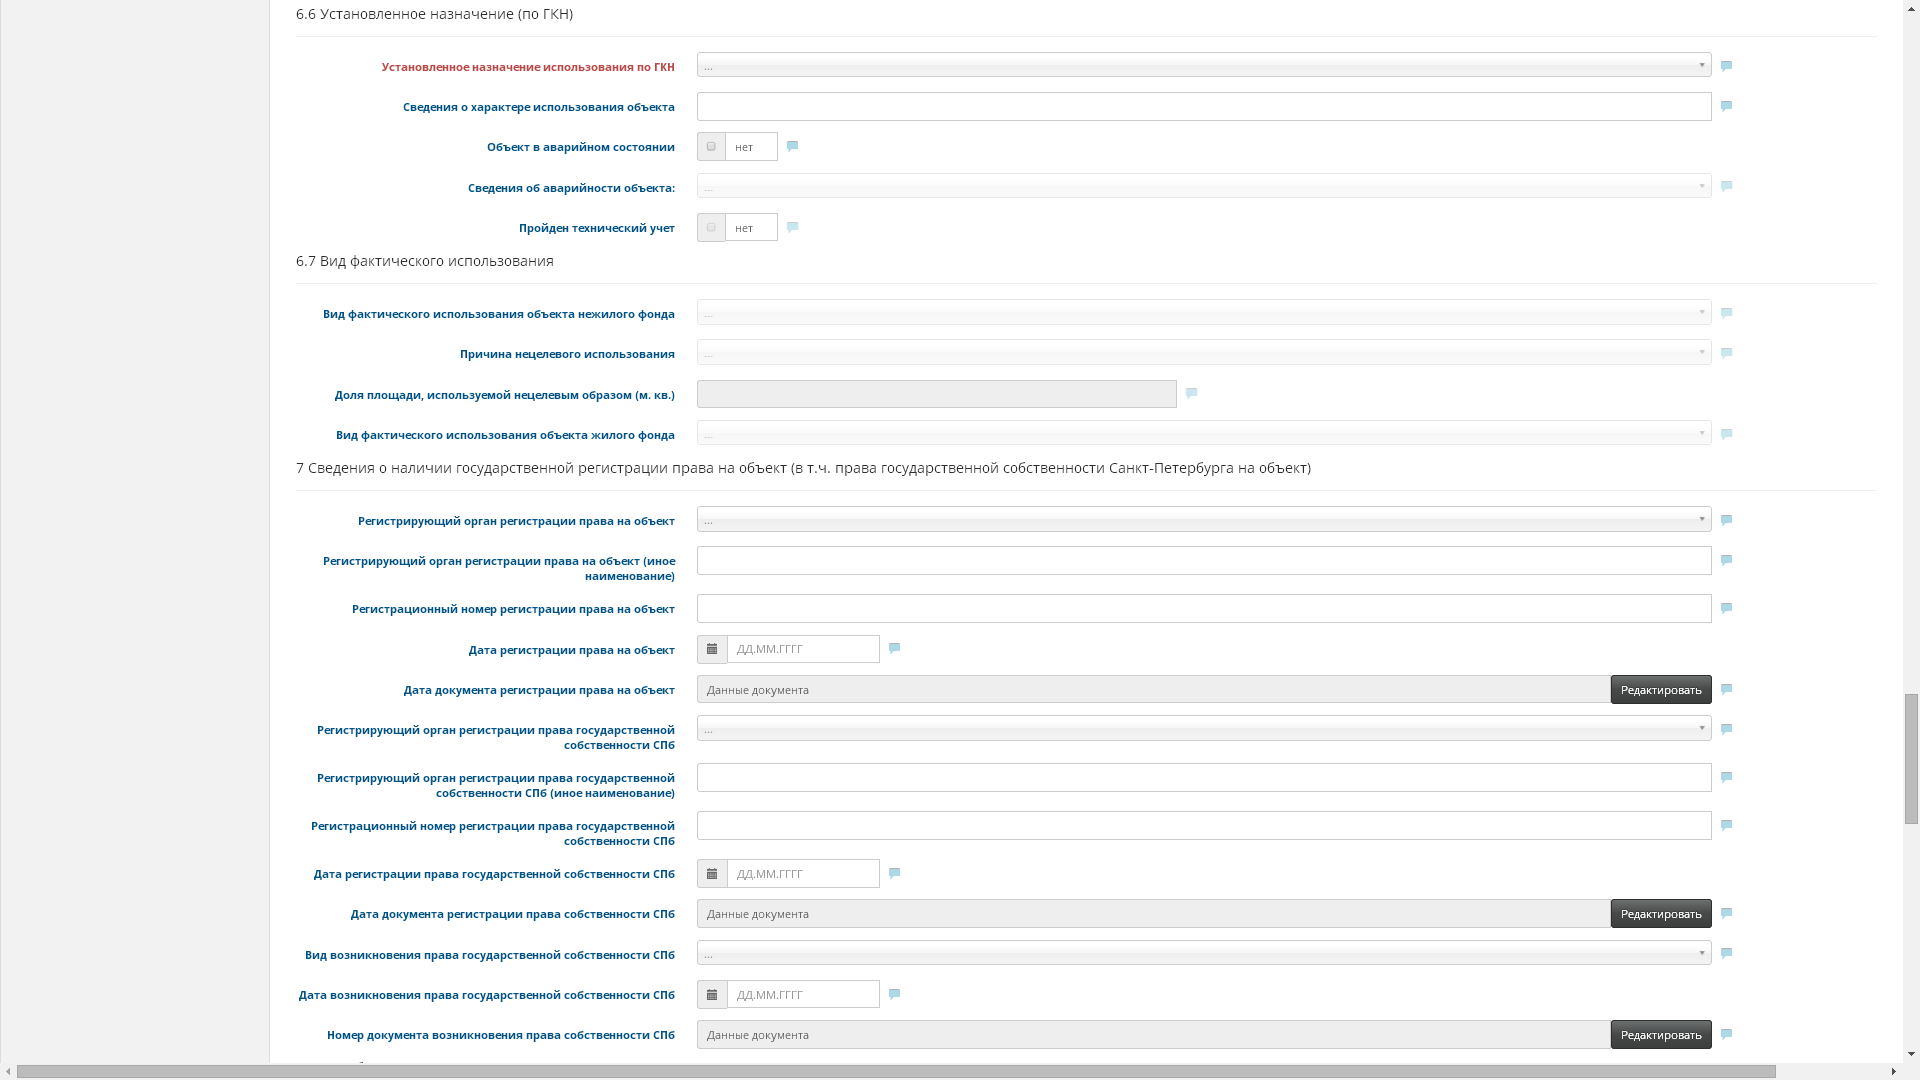 6.6 Установленное назначение (по ГКН)
Установленное назначение использования по ГКН
...
Сведения о характере использования объекта
Объект в аварийном состоянии
нет
Сведения об аварийности объекта:
...
Пройден технический учет
нет
6.7 Вид фактического использования
Вид фактического использования объекта нежилого фонда
...
Причина нецелевого использования
...
Доля площади, используемой нецелевым образом (м. кв.)
Вид фактического использования объекта жилого фонда
...
7 Сведения о наличии государственной регистрации права на объект (в т.ч. права государственной собственности Санкт-Петербурга на объект)
Регистрирующий орган регистрации права на объект
...
Регистрирующий орган регистрации права на объект (иное
наименование)
Регистрационный номер регистрации права на объект
Дата регистрации права на объект
ДД.ММ.ГГГГ
Дата документа регистрации права на объект
Данные документа
Редактировать
Регистрирующий орган регистрации права государственной
собственности СПб
...
Регистрирующий орган регистрации права государственной
собственности СПб (иное наименование)
Регистрационный номер регистрации права государственной
собственности СПб
Дата регистрации права государственной собственности СПб
ДД.ММ.ГГГГ
Дата документа регистрации права собственности СПб
Данные документа
Редактировать
Вид возникновения права государственной собственности СПб
...
Дата возникновения права государственной собственности СПб
ДД.ММ.ГГГГ
Номер документа возникновения права собственности СПб
Данные документа
Редактировать